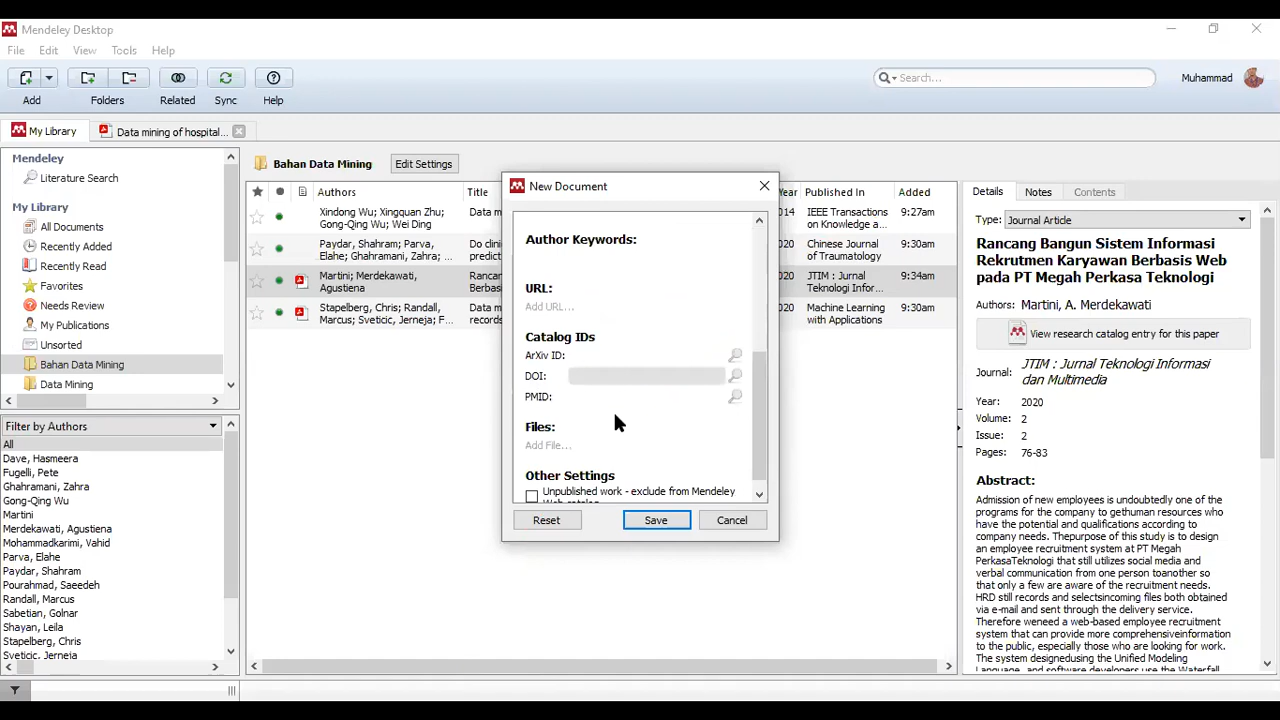 Mendeley Desktop
File Edit View Tools Help
Search...
Muhammad
Add Folders Related Sync Help
My Library
Data mining of hospital...
Mendeley
Literature Search
My Library
All Documents
Recently Added
Recently Read
Favorites
Needs Review
My Publications
Unsorted
Bahan Data Mining
Data Mining
Filter by Authors
All
Dave, Hasmeera
Fugelli, Pete
Ghahramani, Zahra
Gong-Qing Wu
Martini
Merdekawati, Agustiena
Mohammadkarimi, Vahid
Parva, Elahe
Paydar, Shahram
Pourahmad, Saeedeh
Randall, Marcus
Sabetian, Golnar
Shayan, Leila
Stapelberg, Chris
Sveticic, Jerneja
Bahan Data Mining
Edit Settings
Authors Title Year Published In Added
Xindong Wu; Xingquan Zhu; Data m 014 IEEE Transactions 9:27am
Gong-Qing Wu; Wei Ding on Knowledge a...
Paydar, Shahram; Parva, Do clini 020 Chinese Journal 9:30am
Elahe; Ghahramani, Zahra;... predict of Traumatology
Martini; Merdekawati, Rancar 020 JTIM : Jurnal 9:34am
Agustiena Berbasis Teknologi Infor...
Stapelberg, Chris; Randall, Data m 020 Machine Learning 9:30am
Marcus; Sveticic, Jerneja; F... records with Applications
New Document
Author Keywords:
URL:
Add URL...
Catalog IDs
ArXiv ID:
DOI:
PMID:
Files:
Add File...
Other Settings
Unpublished work - exclude from Mendeley
Web catalog
Reset Save Cancel
Details Notes Contents
Type: Journal Article
Rancang Bangun Sistem Informasi
Rekrutmen Karyawan Berbasis Web
pada PT Megah Perkasa Teknologi
Authors: Martini, A. Merdekawati
View research catalog entry for this paper
Journal: JTIM : Jurnal Teknologi Informasi
dan Multimedia
Year: 2020
Volume: 2
Issue: 2
Pages: 76-83
Abstract:
Admission of new employees is undoubtedly one of the
programs for the company to gethuman resources who
have the potential and qualifications according to
company needs. Thepurpose of this study is to design
an employee recruitment system at PT Megah
PerkasaTeknologi that still utilizes social media and
verbal communication from one person toanother so
that only a few are aware of the recruitment needs.
HRD still records and selectsincoming files both obtained
via e-mail and sent through the delivery service.
Therefore weneed a web-based employee recruitment
system that can provide more comprehensiveinformation
to the public, especially those who are looking for work.
The system designedusing the Unified Modeling
Language, and software developers use the Waterfall